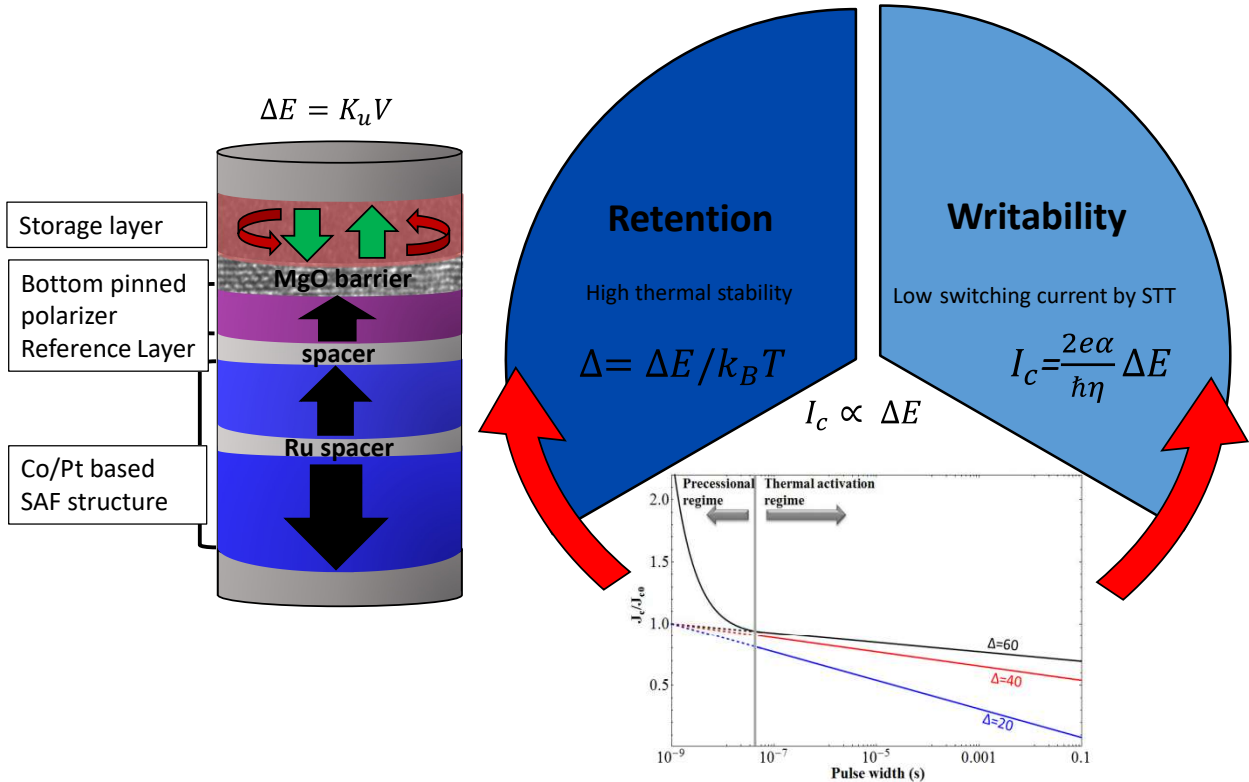 ΔE = KᵤV
Storage layer
Bottom pinned
polarizer
Reference Layer
Co/Pt based
SAF structure
MgO barrier
spacer
Ru spacer
Retention
High thermal stability
Δ= ΔE/k_BT
Writability
Low switching current by STT
I_c=2eα/ℏη ΔE
I_c ∝ ΔE
Precessional
regime
Thermal activation
regime
J_c/J_c0
2.0
1.5
1.0
0.5
Δ=60
Δ=40
Δ=20
10⁻⁹
10⁻⁷
10⁻⁵
0.001
0.1
Pulse width (s)